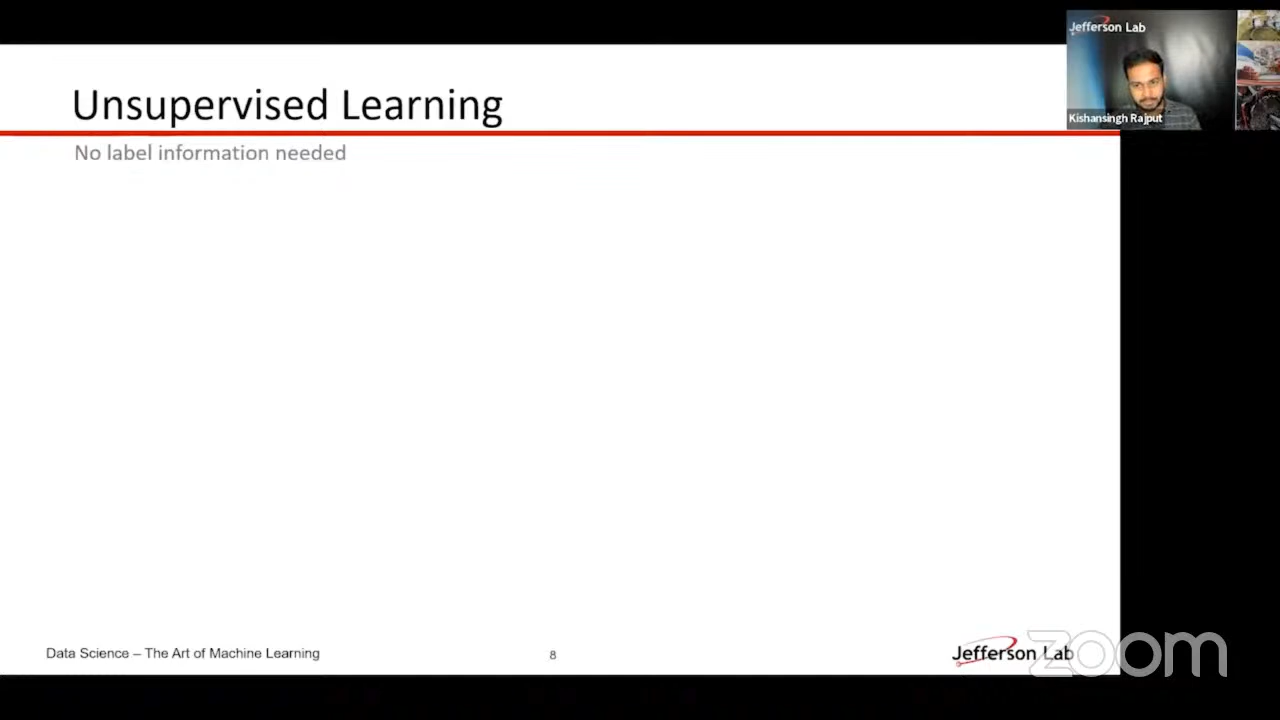 Jefferson Lab
Kishansingh Rajput
Unsupervised Learning
No label information needed
Data Science – The Art of Machine Learning
8
Jefferson Lab
zoom